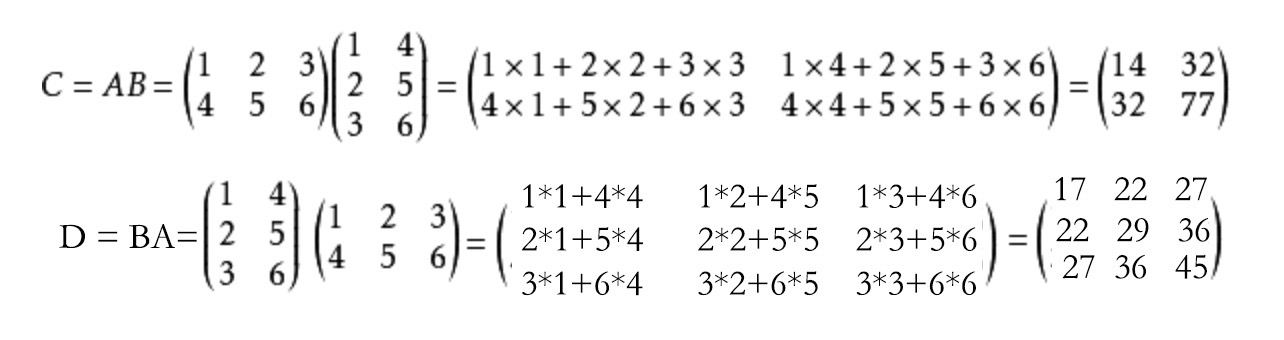 C = AB = (1 2 3 (1 4 = (1×1+2×2+3×3 1×4+2×5+3×6 = (14 32
4 5 6) 2 5 4×1+5×2+6×3 4×4+5×5+6×6) 32 77)
3 6)
D = BA= (1 4 (1 2 3 = (1*1+4*4 1*2+4*5 1*3+4*6 = (17 22 27
2 5 4 5 6) 2*1+5*4 2*2+5*5 2*3+5*6 22 29 36
3 6) 3*1+6*4 3*2+6*5 3*3+6*6) 27 36 45)